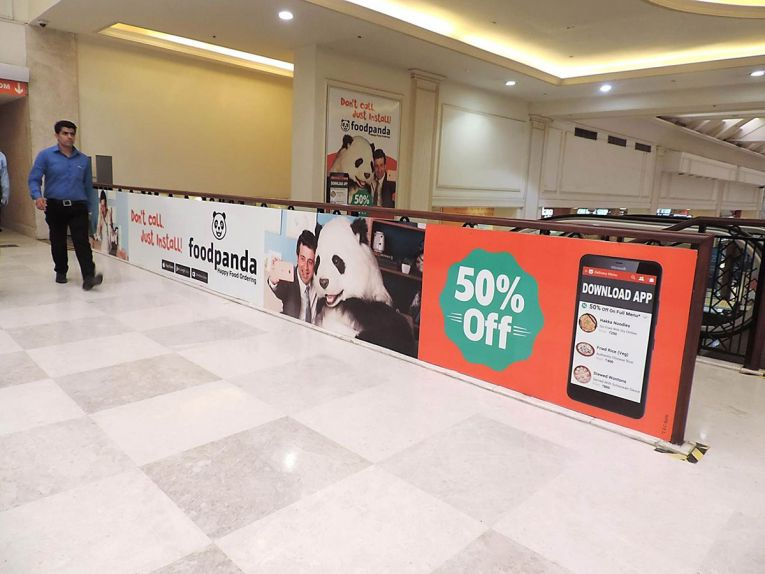 OM
Don't call,
Just Install!
foodpanda
50%
Don't call,
Just Install!
foodpanda
Happy Food Ordering
50%
Off
DOWNLOAD APP
50% Off On Full Menu*
Hakka Noodles
Fried Rice (Veg)
Stewed Wontons